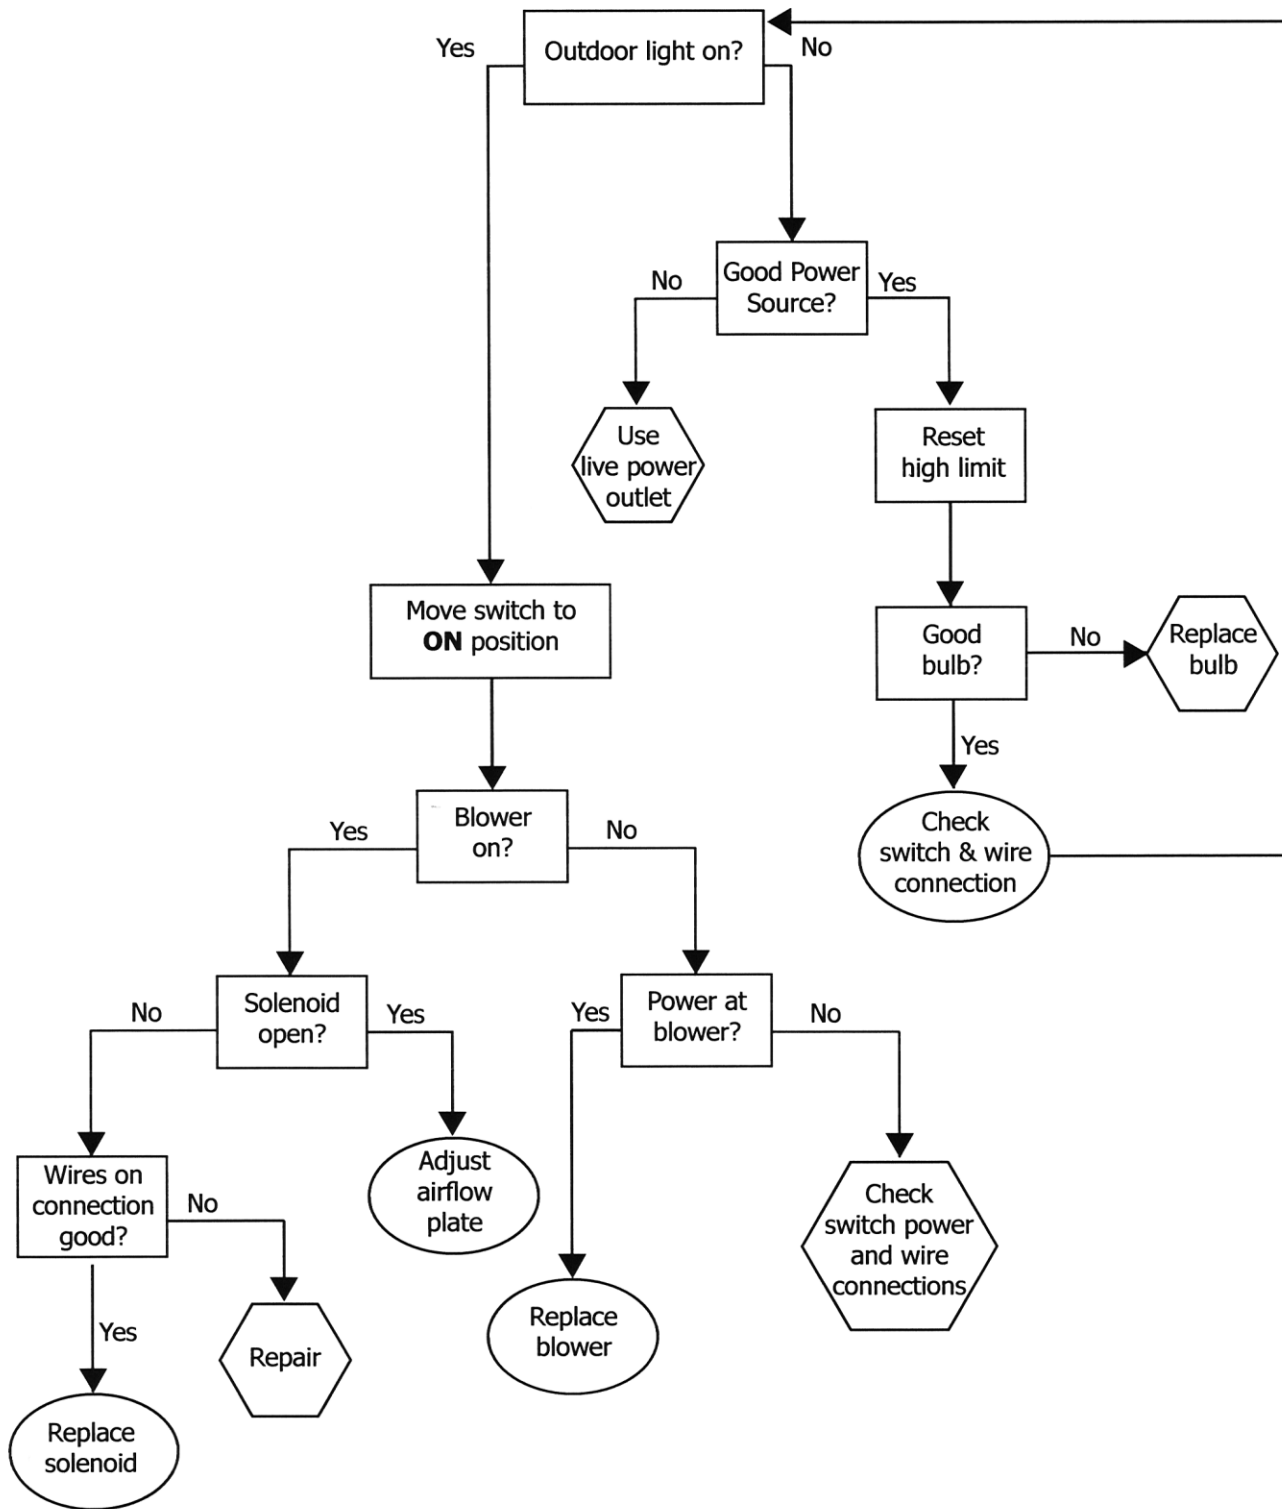 Outdoor light on?
Yes
No
Good Power
Source?
No
Yes
Use
live power
outlet
Reset
high limit
Move switch to
ON position
Good
bulb?
No
Replace
bulb
Yes
Blower
on?
Yes
No
Check
switch & wire
connection
Solenoid
open?
No
Yes
Power at
blower?
Yes
No
Wires on
connection
good?
No
Adjust
airflow
plate
Check
switch power
and wire
connections
Yes
Repair
Replace
blower
Replace
solenoid